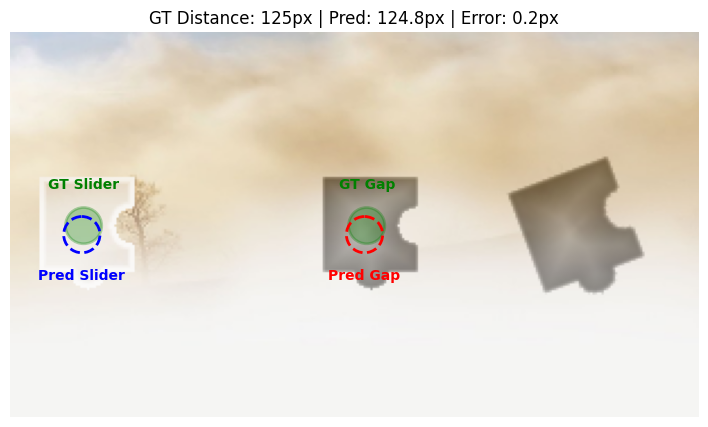 GT Distance: 125px | Pred: 124.8px | Error: 0.2px
GT Slider
GT Gap
Pred Slider
Pred Gap